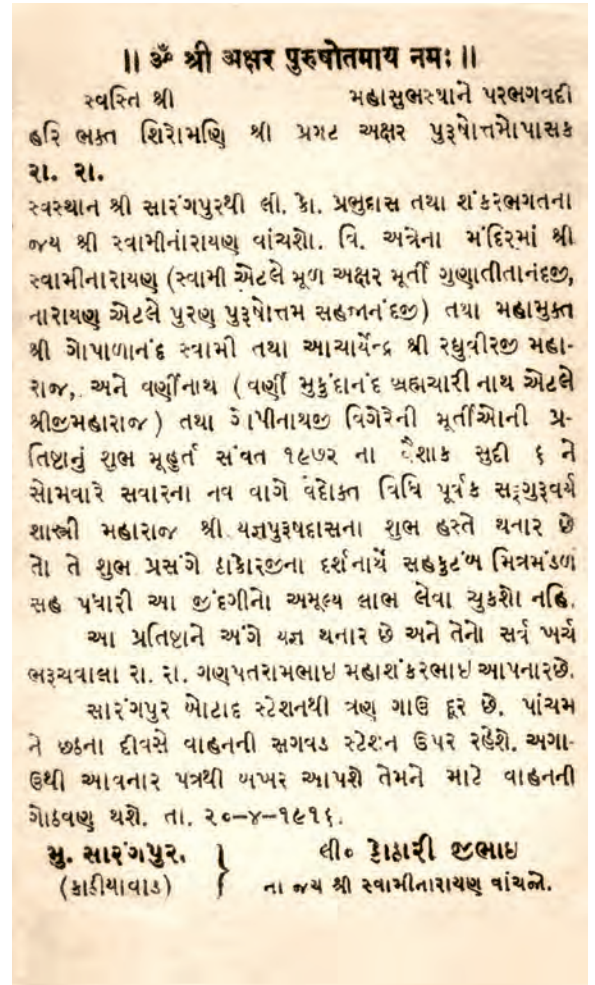 ।। ૐ શ્રી અક્ષર પુરુષોતમાય નમઃ ।।
સ્વસ્તિ શ્રી મહાસુભસ્થાને પરભગવદી
હરિ ભક્ત શિરોમણિ શ્રી પ્રગટ અક્ષર પુરૂષોત્તમોપાસક
રા. રા.
સ્વસ્થાન શ્રી સારંગપુરથી લી. કો. પ્રભુદાસ તથા શંકરભગતના
જય શ્રી સ્વામીનારાયણ વાંચશો. વિ. અત્રેના મંદિરમાં શ્રી
સ્વામીનારાયણ (સ્વામી એટલે મૂળ અક્ષર મૂર્તી ગુણાતીતાનંદજી,
નારાયણ એટલે પુરણ પુરૂષોત્તમ સહજાનંદજી) તથા મહામુક્ત
શ્રી ગોપાળાનંદ સ્વામી તથા આચાર્યેન્દ્ર શ્રી રઘુવીરજી મહા-
રાજ, અને વર્ણીનાથ (વર્ણી મુકુંદાનંદ બ્રહ્મચારી નાથ એટલે
શ્રીજીમહારાજ) તથા ગોપીનાથજી વિગેરેની મૂર્તીઓની પ્ર-
તિષ્ટાનું શુભ મૂહુર્ત સંવત ૧૯૭૨ ના વૈશાક સુદી ૬ ને
સોમવારે સવારના નવ વાગે વેદોક્ત વિધિ પૂર્વક સદ્ગુરૂવર્ય
શાસ્ત્રી મહારાજ શ્રી યજ્ઞપુરૂષદાસના શુભ હસ્તે થનાર છે
તો તે શુભ પ્રસંગે ઠાકોરજીના દર્શનાર્થે સહકુટંબ મિત્રમંડળ
સહ પધારી આ જીંદગીનો અમૂલ્ય લાભ લેવા ચુકશો નહિ.
આ પ્રતિષ્ટાને અંગે યજ્ઞ થનાર છે અને તેનો સર્વ ખર્ચ
ભરૂચવાલા રા. રા. ગણપતરામભાઇ મહાશંકરભાઇ આપનારછે.
સારંગપુર બોટાદ સ્ટેશનથી ત્રણ ગાઉ દૂર છે. પાંચમ
ને છઠના દીવસે વાહનની સગવડ સ્ટેશન ઉપર રહેશે. અગા-
ઉથી આવનાર પત્રથી ખબર આપશે તેમને માટે વાહનની
ગોઠવણ થશે. તા. ૨૦-૪-૧૯૧૬.
મુ. સારંગપુર. } લી૦ કોઠારી જીભાઇ
(કાઠીયાવાડ) ના જય શ્રી સ્વામીનારાયણ વાંચજો.